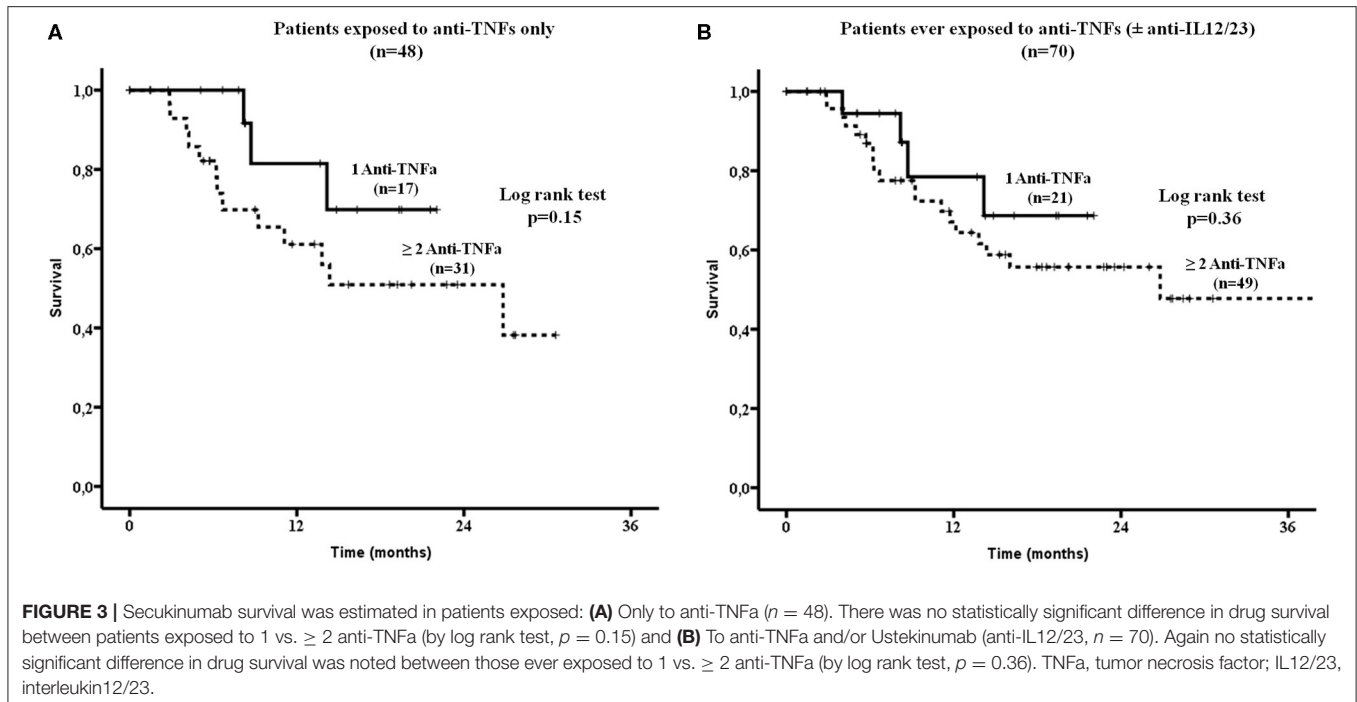 A
Patients exposed to anti-TNFs only
(n=48)
1,0
0,8
0,6
0,4
0,2
0,0
Survival
1 Anti-TNFa
(n=17)
Log rank test
p=0.15
≥ 2 Anti-TNFa
(n=31)
0
12
24
36
Time (months)
B
Patients ever exposed to anti-TNFs (± anti-IL12/23)
(n=70)
1,0
0,8
0,6
0,4
0,2
0,0
Survival
1 Anti-TNFa
(n=21)
Log rank test
p=0.36
≥ 2 Anti-TNFa
(n=49)
0
12
24
36
Time (months)
FIGURE 3 | Secukinumab survival was estimated in patients exposed: (A) Only to anti-TNFa (n = 48). There was no statistically significant difference in drug survival
between patients exposed to 1 vs. ≥ 2 anti-TNFa (by log rank test, p = 0.15) and (B) To anti-TNFa and/or Ustekinumab (anti-IL12/23, n = 70). Again no statistically
significant difference in drug survival was noted between those ever exposed to 1 vs. ≥ 2 anti-TNFa (by log rank test, p = 0.36). TNFa, tumor necrosis factor; IL12/23,
interleukin12/23.